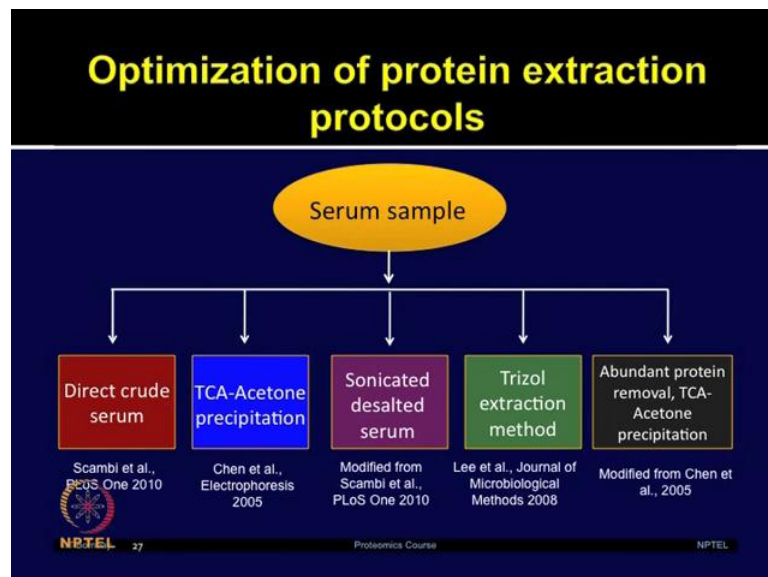 Optimization of protein extraction
protocols
Serum sample
Direct crude
serum
TCA-Acetone
precipitation
Sonicated
desalted
serum
Trizol
extraction
method
Abundant protein
removal, TCA-
Acetone
precipitation
Scambi et al.,
PLoS One 2010
Chen et al.,
Electrophoresis
2005
Modified from
Scambi et al.,
PLoS One 2010
Lee et al., Journal of
Microbiological
Methods 2008
Modified from Chen et
al., 2005
NPTEL
27
Proteomics Course
NPTEL